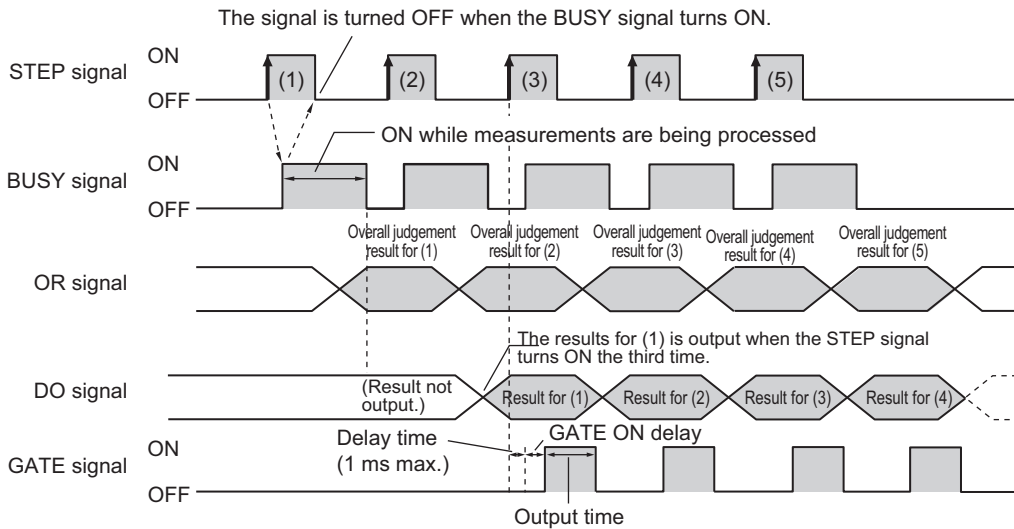 The signal is turned OFF when the BUSY signal turns ON.
ON
STEP signal
OFF
(1)
(2)
(3)
(4)
(5)
ON while measurements are being processed
ON
BUSY signal
OFF
Overall judgement
result for (1)
Overall judgement
result for (2)
Overall judgement
result for (3)
Overall judgement
result for (4)
Overall judgement
result for (5)
OR signal
The results for (1) is output when the STEP signal
turns ON the third time.
DO signal
(Result not
output.)
Result for (1)
Result for (2)
Result for (3)
Result for (4)
Delay time
(1 ms max.)
GATE ON delay
ON
GATE signal
OFF
Output time